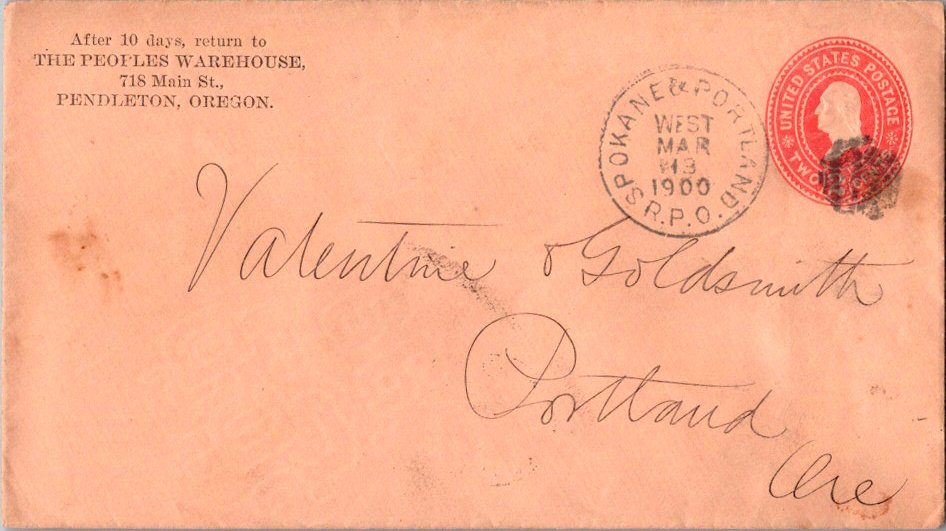 After 10 days, return to
THE PEOPLES WAREHOUSE,
718 Main St.,
PENDLETON, OREGON.
SPOKANE & PORTLAND
WEST
MAR
13
1900
R.P.O.
UNITED STATES POSTAGE
TWO
Valentine & Goldsmith
Portland
Ore